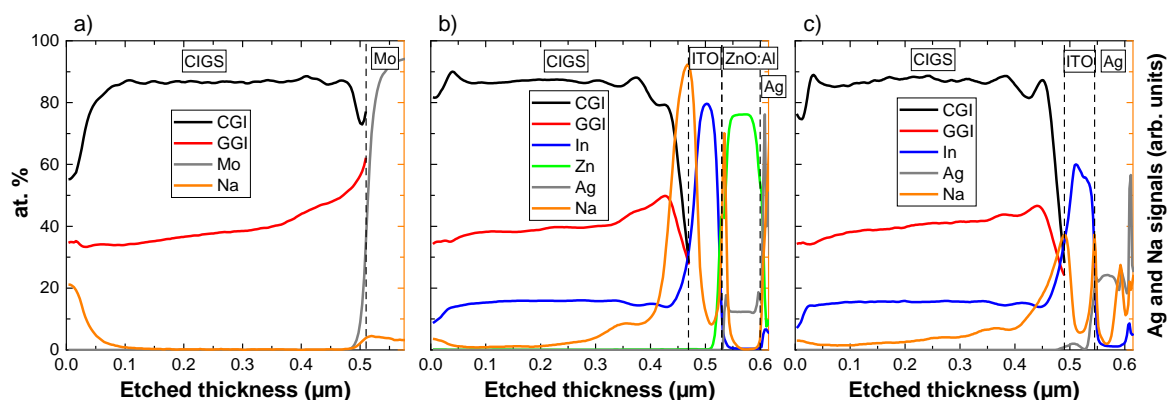 a)
b)
c)
CIGS
Mo
CIGS
ITO
ZnO:Al
Ag
CIGS
ITO
Ag
100
80
60
40
20
0
at. %
CGI
GGI
Mo
Na
CGI
GGI
In
Zn
Ag
Na
CGI
GGI
In
Ag
Na
Ag and Na signals (arb. units)
0.0 0.1 0.2 0.3 0.4 0.5
0.0 0.1 0.2 0.3 0.4 0.5 0.6
0.0 0.1 0.2 0.3 0.4 0.5 0.6
Etched thickness (µm)
Etched thickness (µm)
Etched thickness (µm)